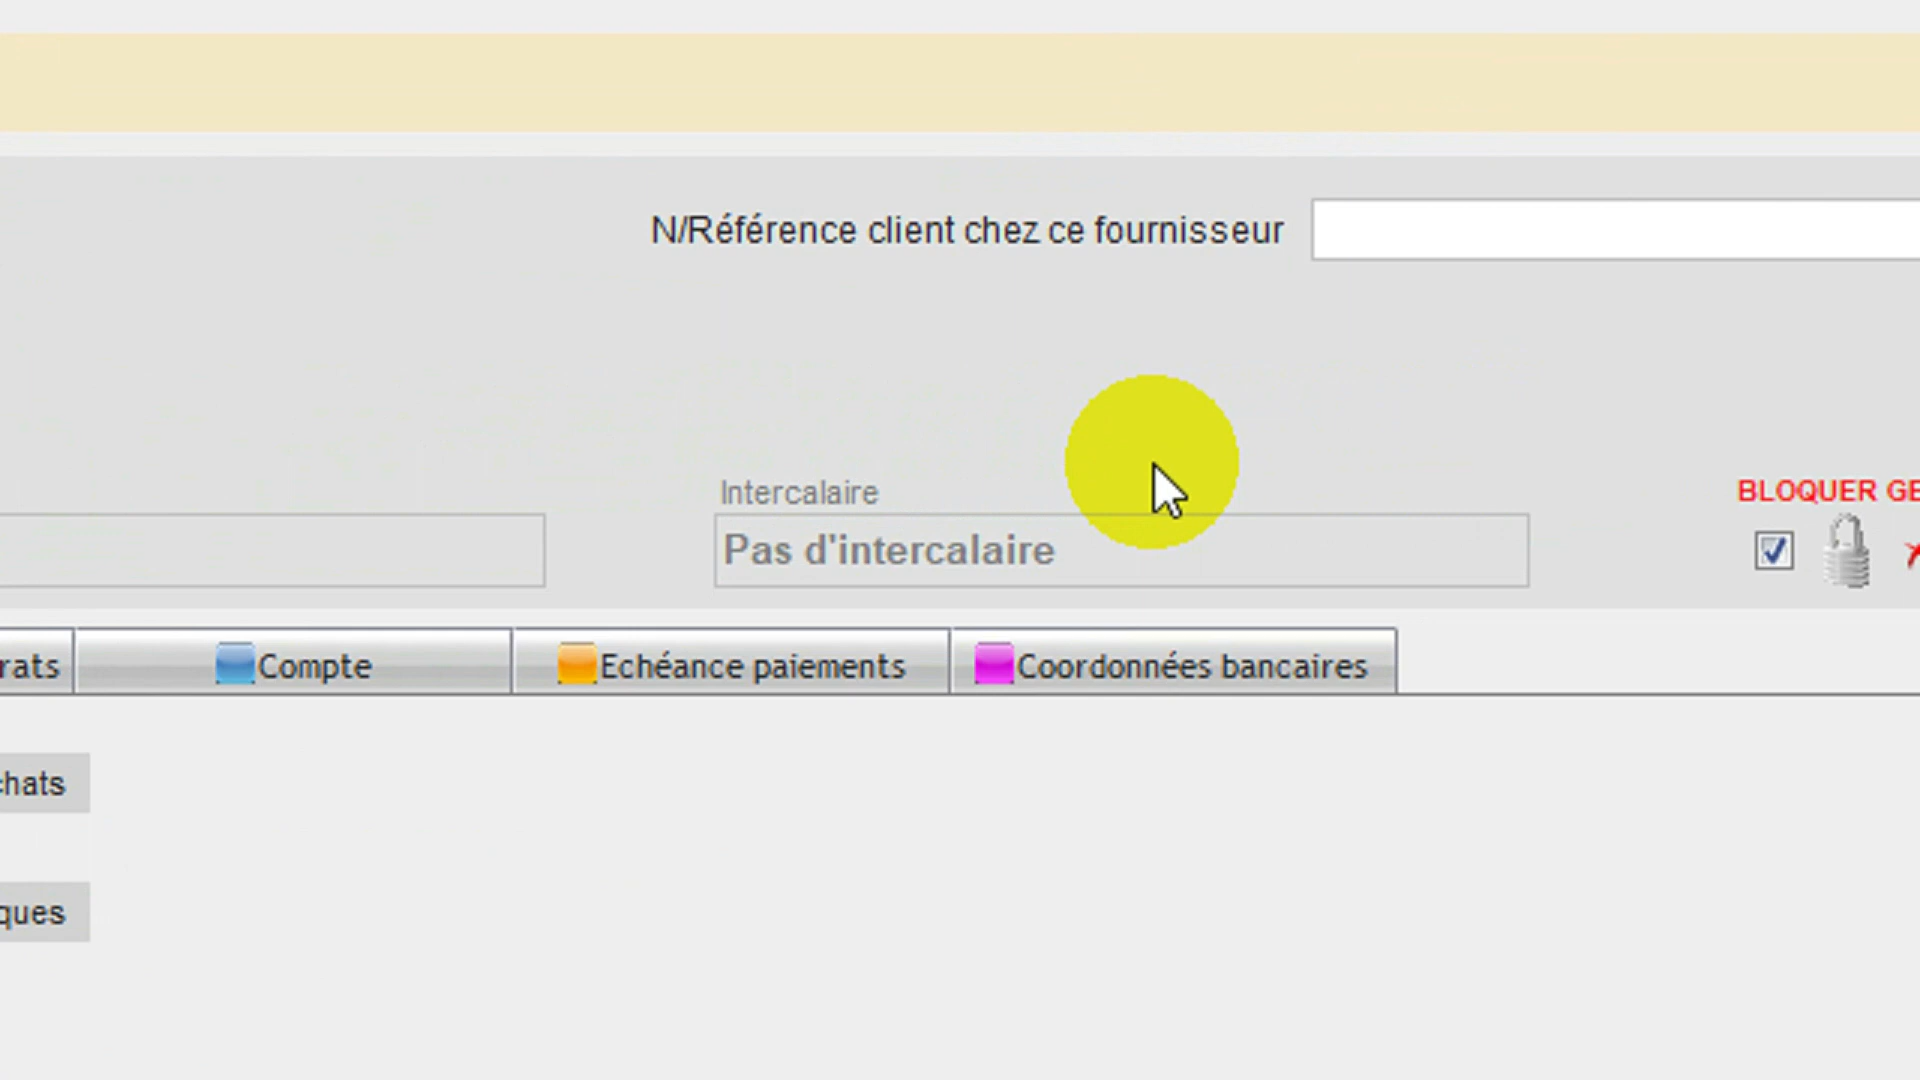 N/Référence client chez ce fournisseur
Intercalaire
BLOQUER GE
Pas d'intercalaire
rats
Compte
Echéance paiements
Coordonnées bancaires
chats
ques